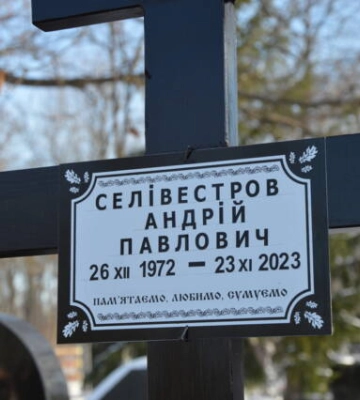 СЕЛІВЕСТРОВ
АНДРІЙ
ПАВЛОВИЧ
26 XII 1972 – 23 XI 2023
ПАМ'ЯТАЄМО, ЛЮБИМО, СУМУЄМО